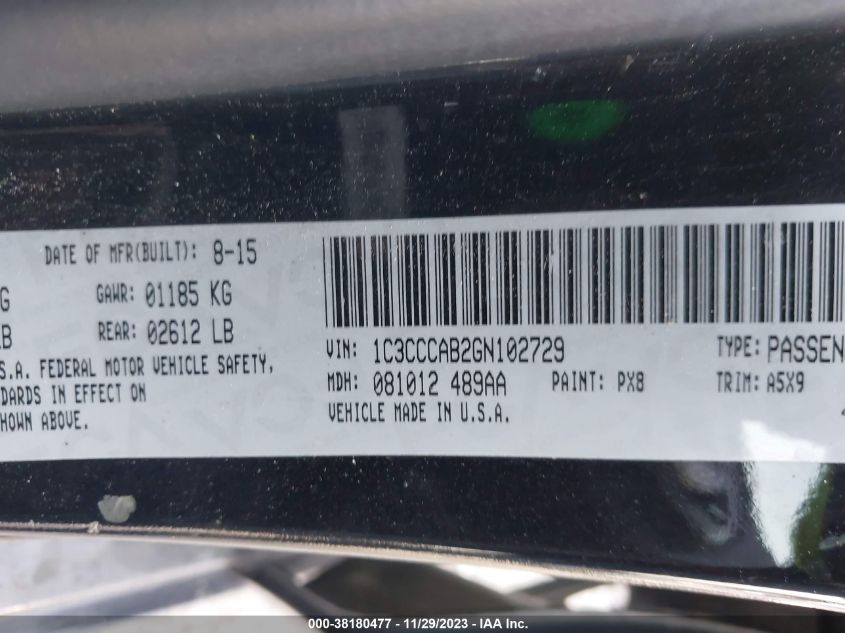 DATE OF MFR(BUILT): 8-15
G GAWR: 01185 KG
LB REAR: 02612 LB
S.A. FEDERAL MOTOR VEHICLE SAFETY,
DARDS IN EFFECT ON
HOWN ABOVE.
VIN: 1C3CCCAB2GN102729 TYPE: PASSEN
MDH: 081012 489AA PAINT: PX8 TRIM: A5X9
VEHICLE MADE IN U.S.A.
000-38180477 - 11/29/2023 - IAA Inc.